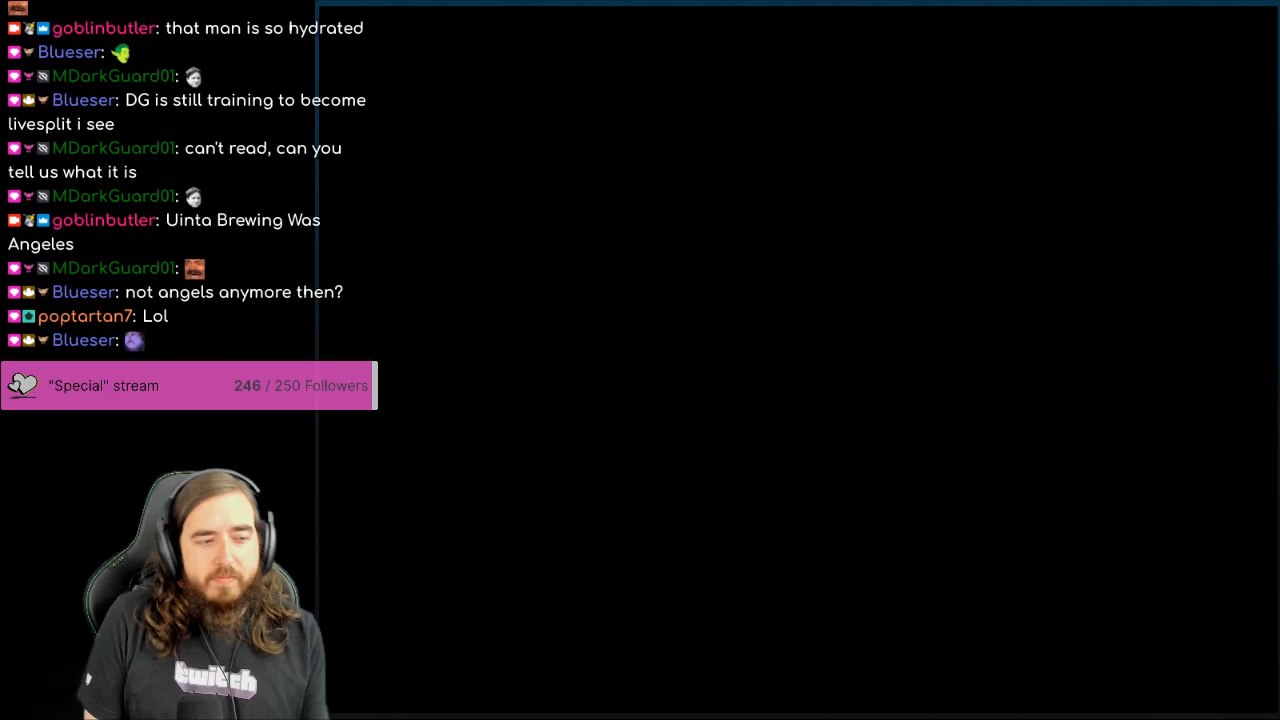 goblinbutler: that man is so hydrated
Blueser:
MDarkGuard01:
Blueser: DG is still training to become
livesplit i see
MDarkGuard01: can't read, can you
tell us what it is
MDarkGuard01:
goblinbutler: Uinta Brewing Was
Angeles
MDarkGuard01:
Blueser: not angels anymore then?
poptartan7: Lol
Blueser:
"Special" stream 246 / 250 Followers
twitch